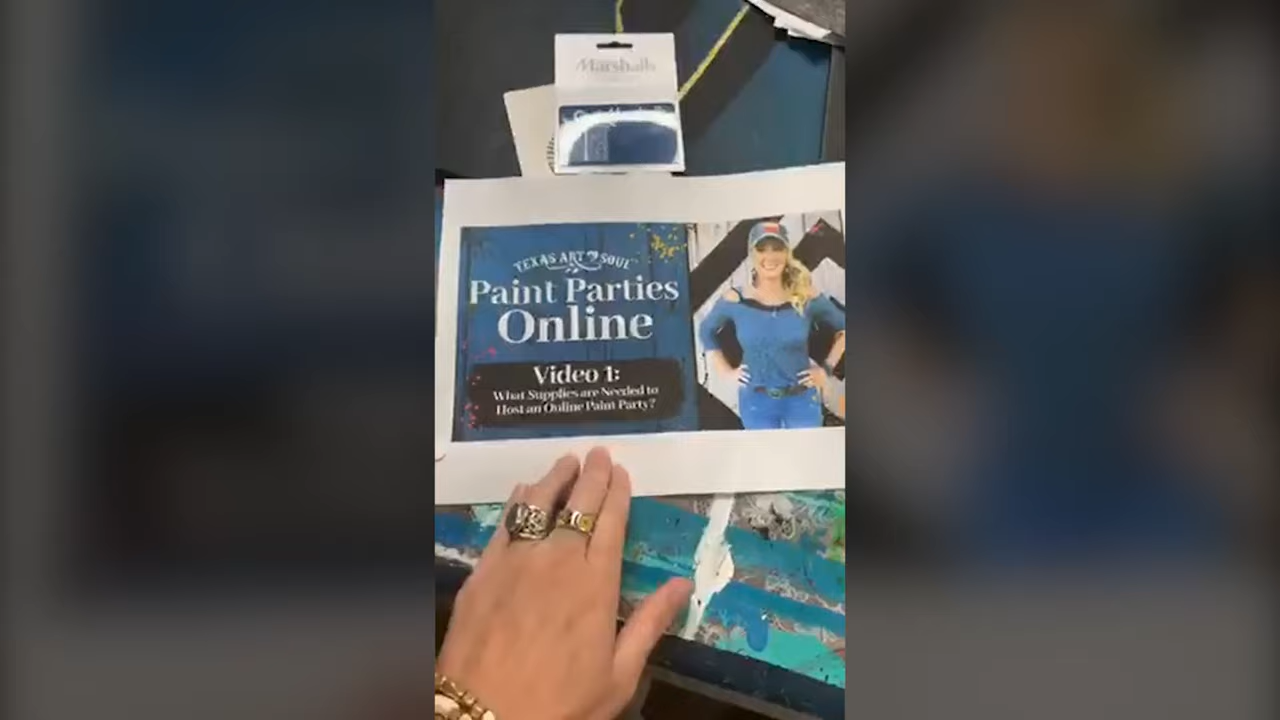 Marshalls
TEXAS ART & SOUL
Paint Parties
Online
Video 1:
What Supplies are Needed to
Host an Online Paint Party?